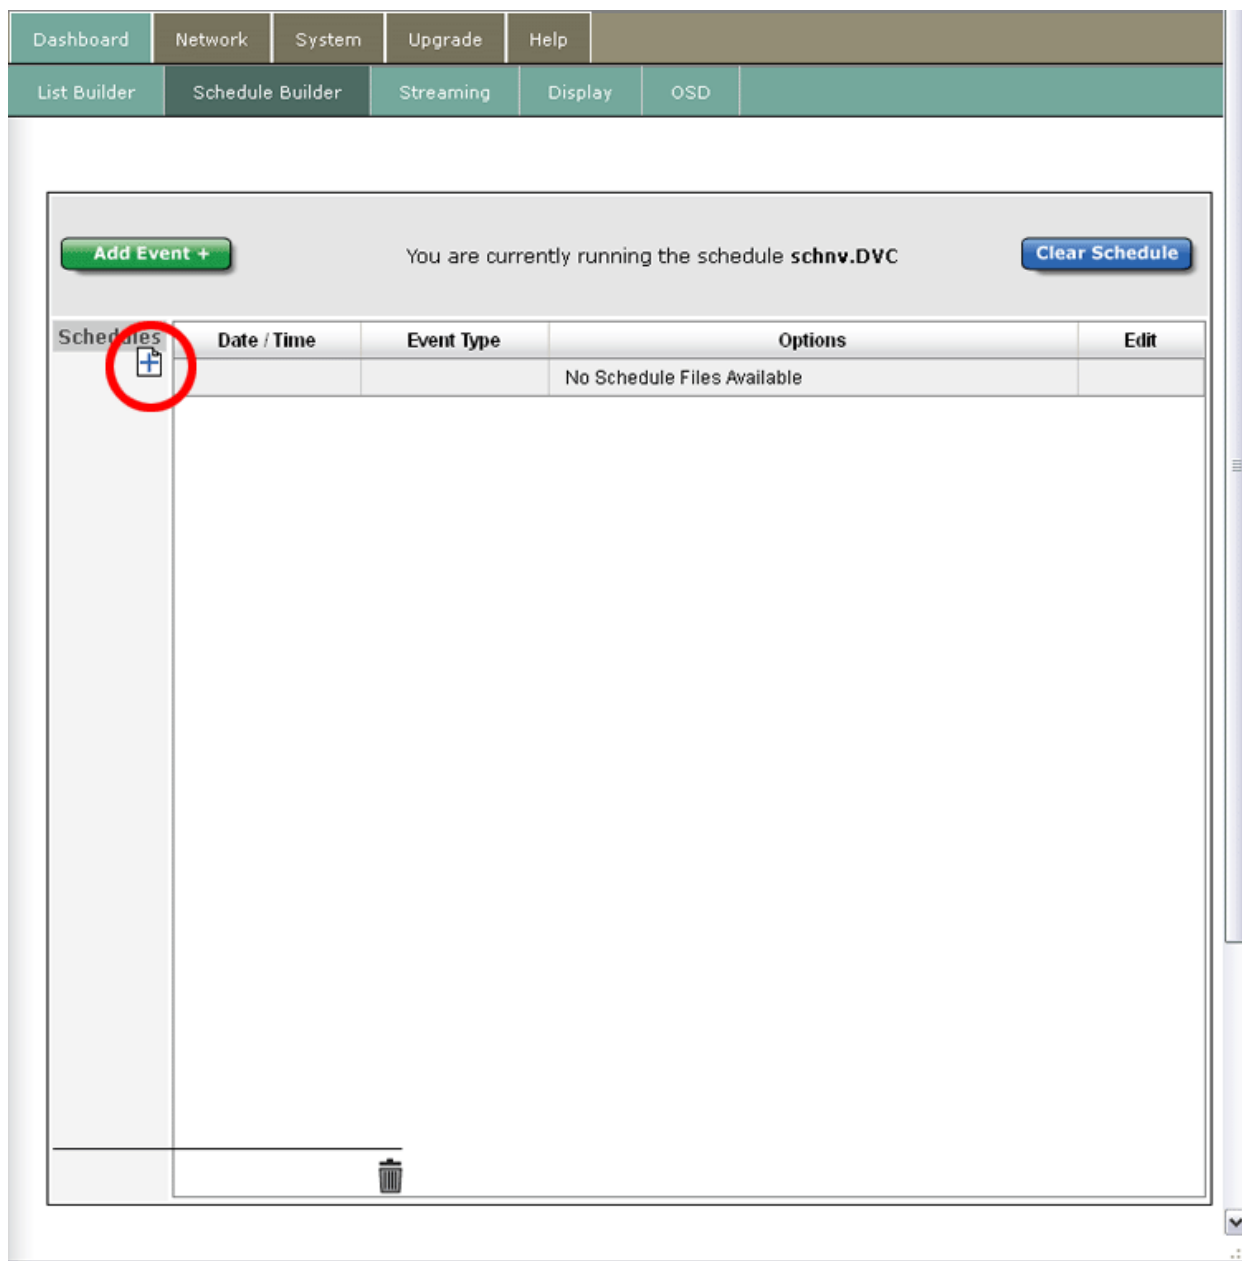 Dashboard Network System Upgrade Help
List Builder Schedule Builder Streaming Display OSD
Add Event + You are currently running the schedule schnv.DVC Clear Schedule
Schedules Date / Time Event Type Options Edit
No Schedule Files Available